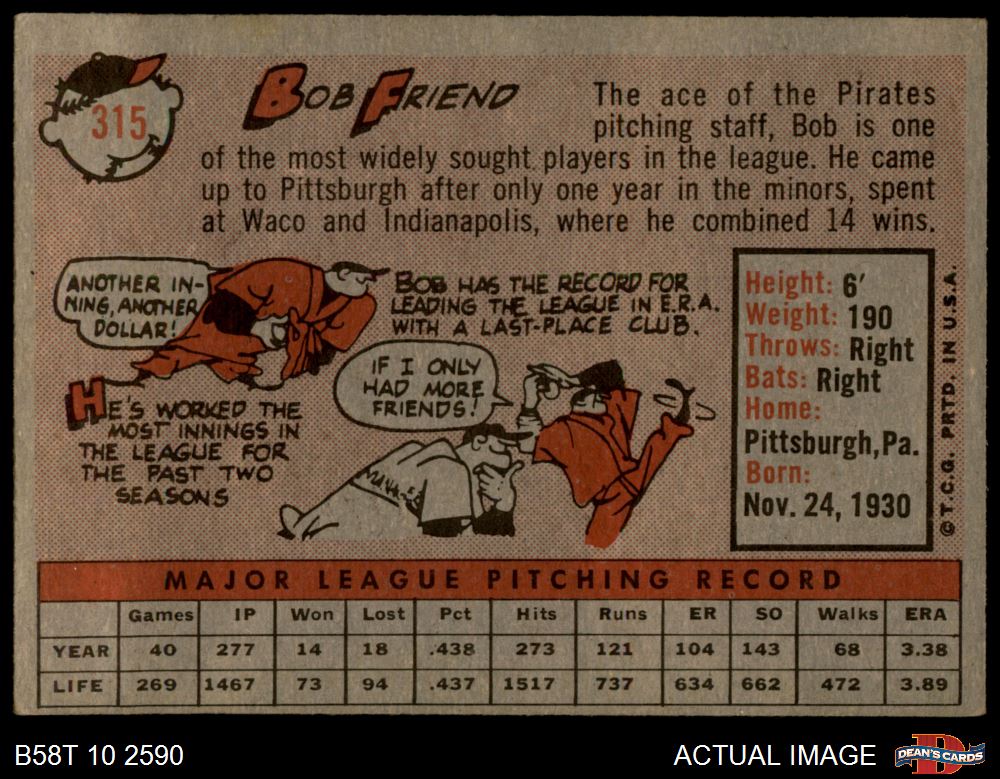 315
BOB FRIEND
The ace of the Pirates
pitching staff, Bob is one
of the most widely sought players in the league. He came
up to Pittsburgh after only one year in the minors, spent
at Waco and Indianapolis, where he combined 14 wins.
ANOTHER IN-
NING, ANOTHER
DOLLAR!
HE'S WORKED THE
MOST INNINGS IN
THE LEAGUE FOR
THE PAST TWO
SEASONS
BOB HAS THE RECORD FOR
LEADING THE LEAGUE IN E.R.A.
WITH A LAST-PLACE CLUB.
IF I ONLY
HAD MORE
FRIENDS!
Height: 6'
Weight: 190
Throws: Right
Bats: Right
Home:
Pittsburgh, Pa.
Born:
Nov. 24, 1930
© T.C.G. PRTD. IN U.S.A.
MAJOR LEAGUE PITCHING RECORD
Games IP Won Lost Pct Hits Runs ER SO Walks ERA
YEAR 40 277 14 18 .438 273 121 104 143 68 3.38
LIFE 269 1467 73 94 .437 1517 737 634 662 472 3.89
B58T 10 2590
ACTUAL IMAGE
DEAN'S CARDS